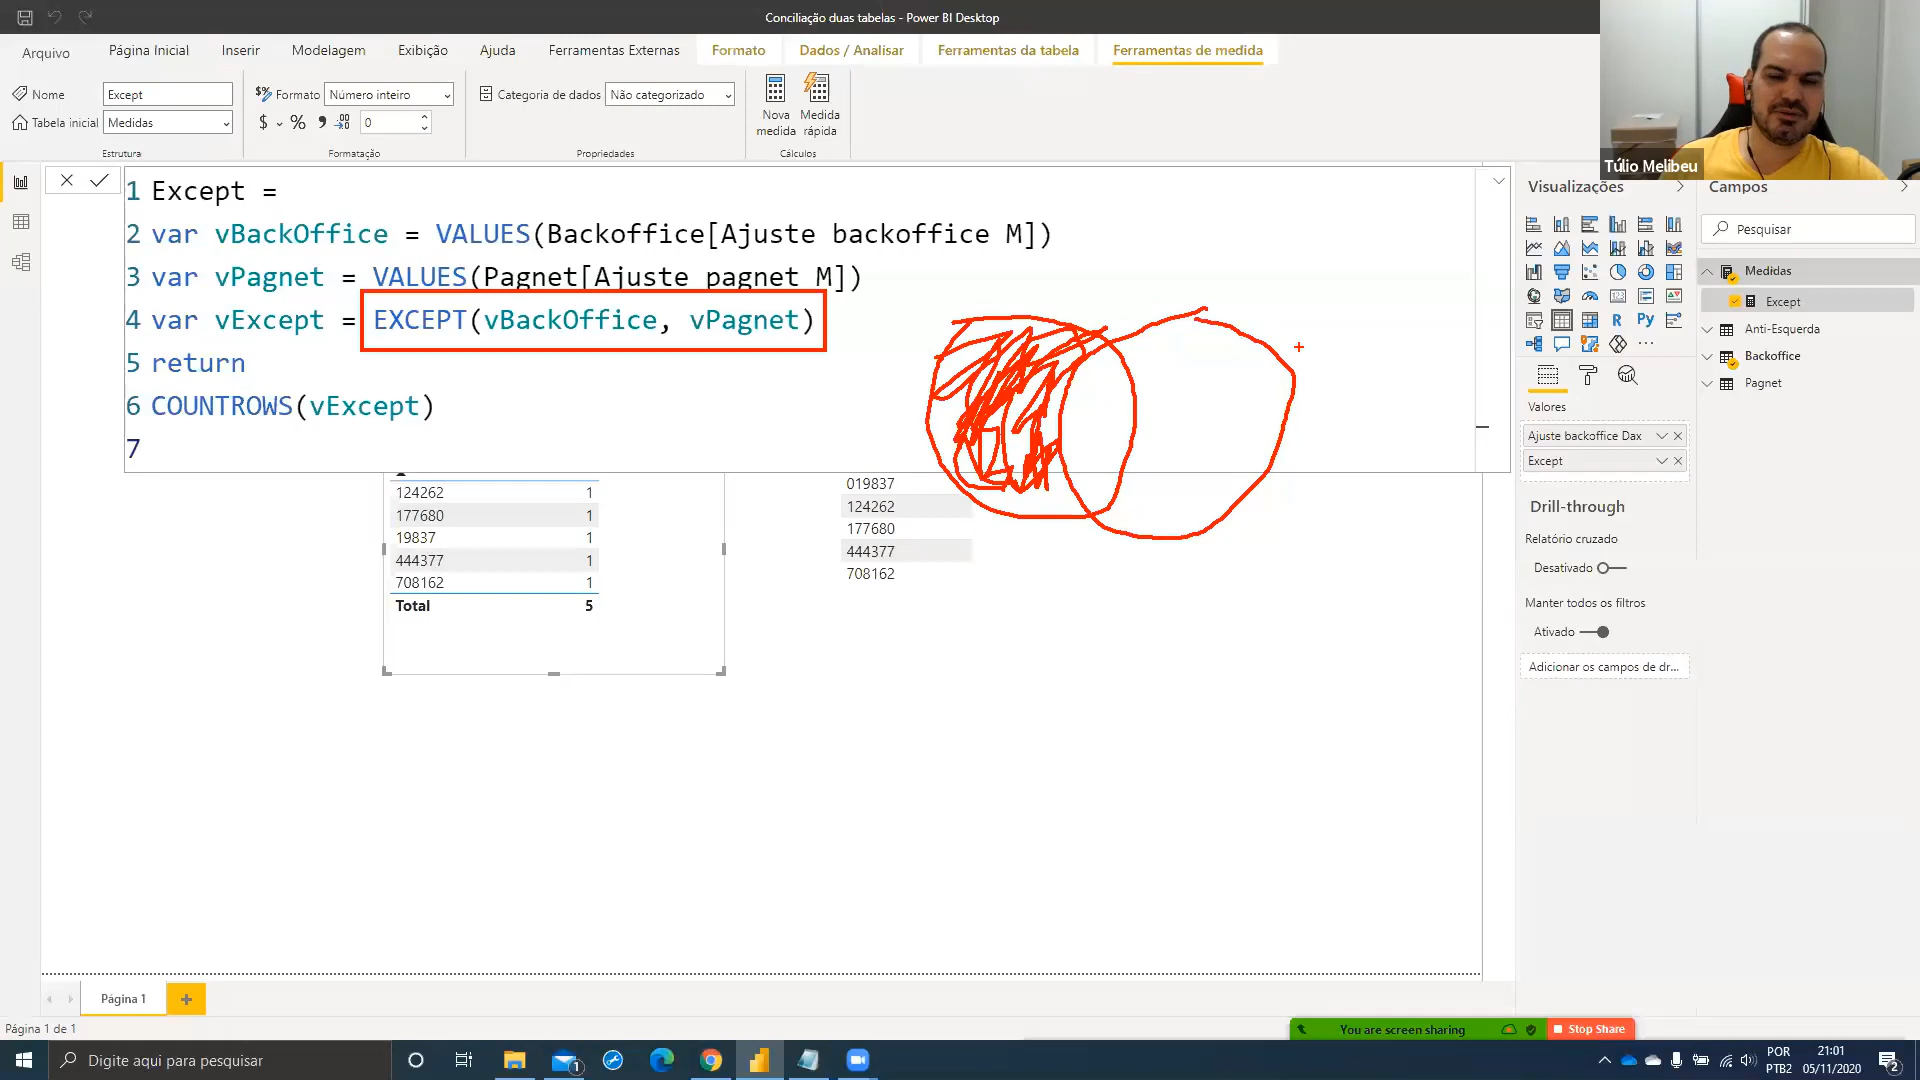 Conciliação duas tabelas - Power BI Desktop
Arquivo Página Inicial Inserir Modelagem Exibição Ajuda Ferramentas Externas Formato Dados / Analisar Ferramentas da tabela Ferramentas de medida
Nome Except
Tabela inicial Medidas
Estrutura
$% Formato Número inteiro
$ % 9 .00 0
Formatação
Categoria de dados Não categorizado
Propriedades
Nova medida
Medida rápida
Cálculos
Túlio Melibeu
1 Except =
2 var vBackOffice = VALUES(Backoffice[Ajuste backoffice M])
3 var vPagnet = VALUES(Pagnet[Ajuste pagnet M])
4 var vExcept = EXCEPT(vBackOffice, vPagnet)
5 return
6 COUNTROWS(vExcept)
7
124262 1
177680 1
19837 1
444377 1
708162 1
Total 5
019837
124262
177680
444377
708162
Visualizações
R Py ...
Valores
Ajuste backoffice Dax
Except
Drill-through
Relatório cruzado
Desativado
Manter todos os filtros
Ativado
Adicionar os campos de dr...
Campos
Pesquisar
Medidas
Except
Anti-Esquerda
Backoffice
Pagnet
Página 1 +
Página 1 de 1
You are screen sharing Stop Share
Digite aqui para pesquisar
1
POR
PTB2
21:01
05/11/2020
2